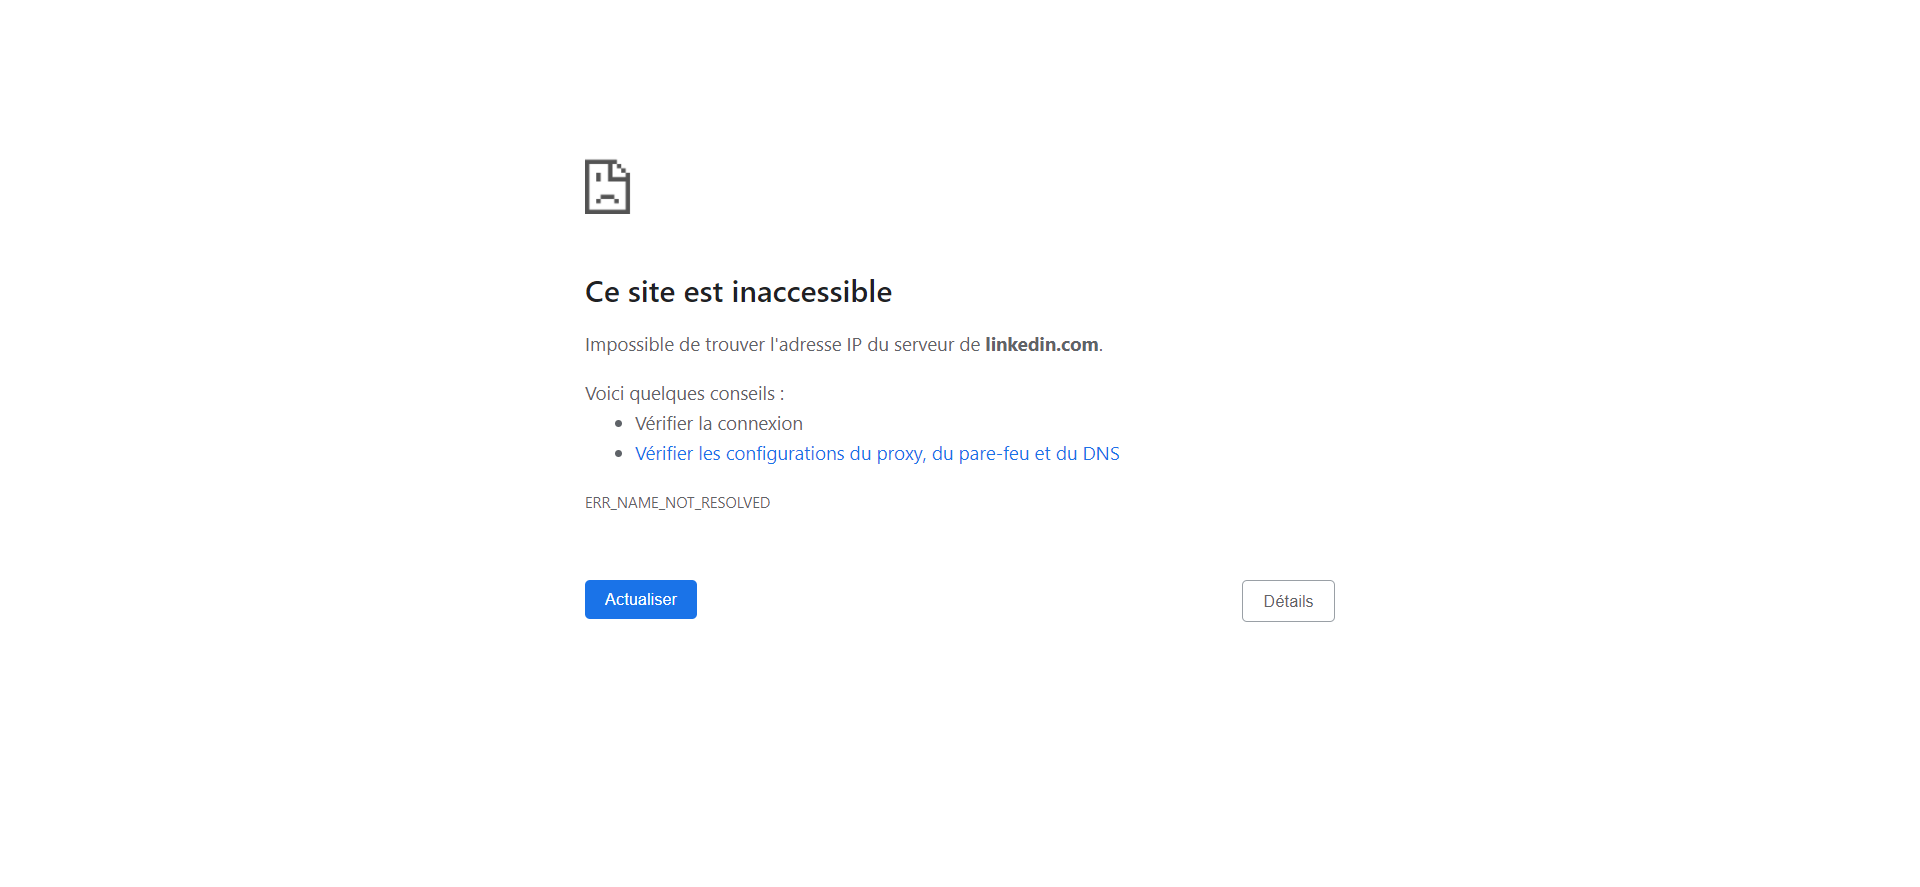 Ce site est inaccessible
Impossible de trouver l'adresse IP du serveur de linkedin.com.
Voici quelques conseils :
• Vérifier la connexion
• Vérifier les configurations du proxy, du pare-feu et du DNS
ERR_NAME_NOT_RESOLVED
Actualiser
Détails